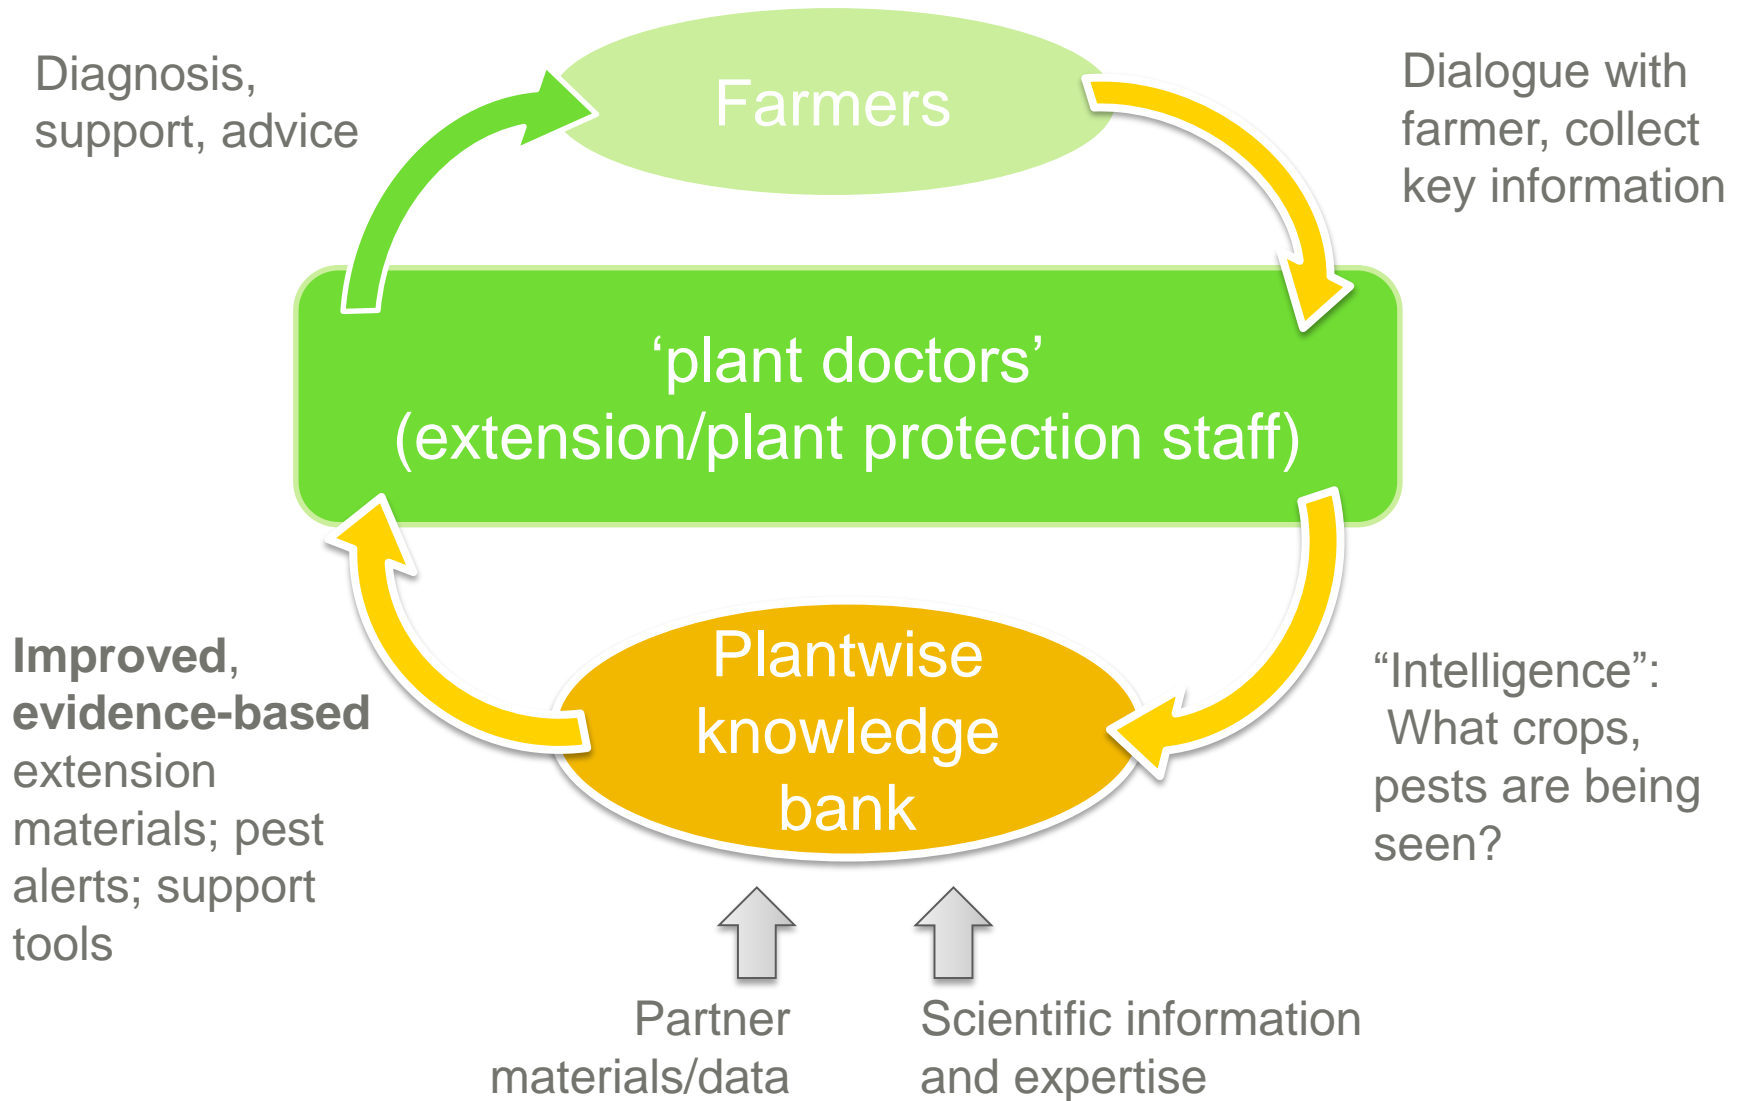 Diagnosis,
support, advice
Farmers
Dialogue with
farmer, collect
key information
‘plant doctors’
(extension/plant protection staff)
Improved,
evidence-based
extension
materials; pest
alerts; support
tools
Plantwise
knowledge
bank
“Intelligence”:
What crops,
pests are being
seen?
Partner
materials/data
Scientific information
and expertise